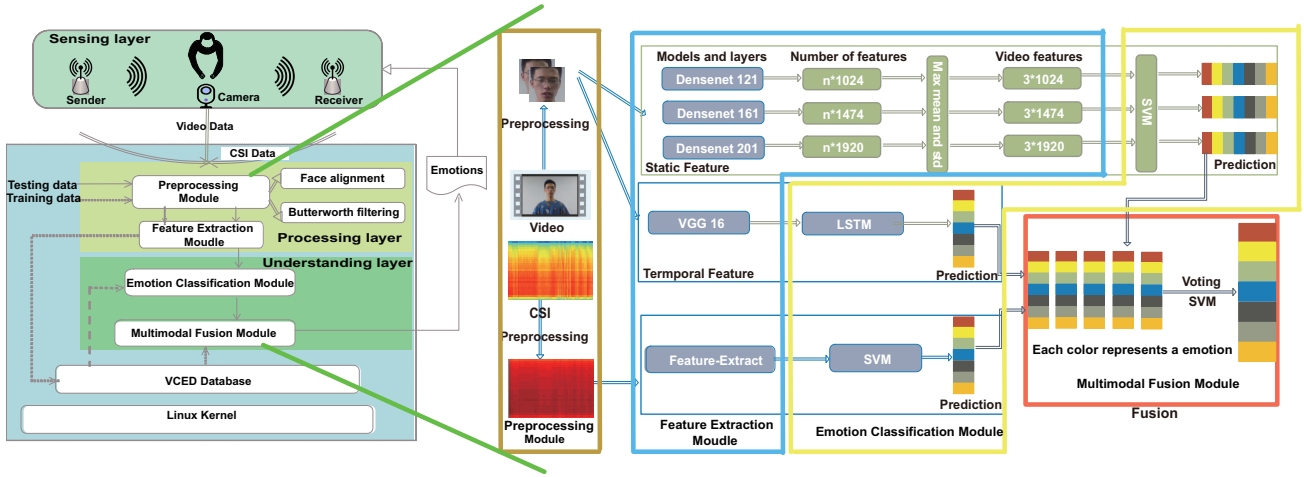 Sensing layer
Sender
Camera
Receiver
Video Data
CSI Data
Testing data
Training data
Preprocessing
Module
Face alignment
Butterworth filtering
Feature Extraction
Moudle
Processing layer
Understanding layer
Emotion Classification Module
Multimodal Fusion Module
VCED Database
Linux Kernel
Emotions
Preprocessing
Video
CSI
Preprocessing
Preprocessing
Module
Models and layers
Number of features
Video features
Densenet 121
n*1024
3*1024
Densenet 161
n*1474
3*1474
Densenet 201
n*1920
3*1920
Max mean and std
SVM
Static Feature
Prediction
VGG 16
LSTM
Termporal Feature
Prediction
Feature-Extract
SVM
Prediction
Feature Extraction
Moudle
Emotion Classification Module
Voting
SVM
Each color represents a emotion
Multimodal Fusion Module
Fusion